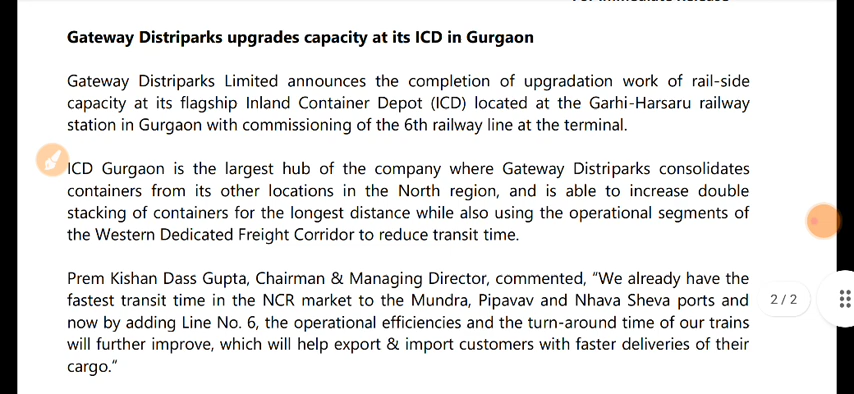 Gateway Distriparks upgrades capacity at its ICD in Gurgaon
Gateway Distriparks Limited announces the completion of upgradation work of rail-side
capacity at its flagship Inland Container Depot (ICD) located at the Garhi-Harsaru railway
station in Gurgaon with commissioning of the 6th railway line at the terminal.
ICD Gurgaon is the largest hub of the company where Gateway Distriparks consolidates
containers from its other locations in the North region, and is able to increase double
stacking of containers for the longest distance while also using the operational segments of
the Western Dedicated Freight Corridor to reduce transit time.
Prem Kishan Dass Gupta, Chairman & Managing Director, commented, “We already have the
fastest transit time in the NCR market to the Mundra, Pipavav and Nhava Sheva ports and
2 / 2
now by adding Line No. 6, the operational efficiencies and the turn-around time of our trains
will further improve, which will help export & import customers with faster deliveries of their
cargo.”